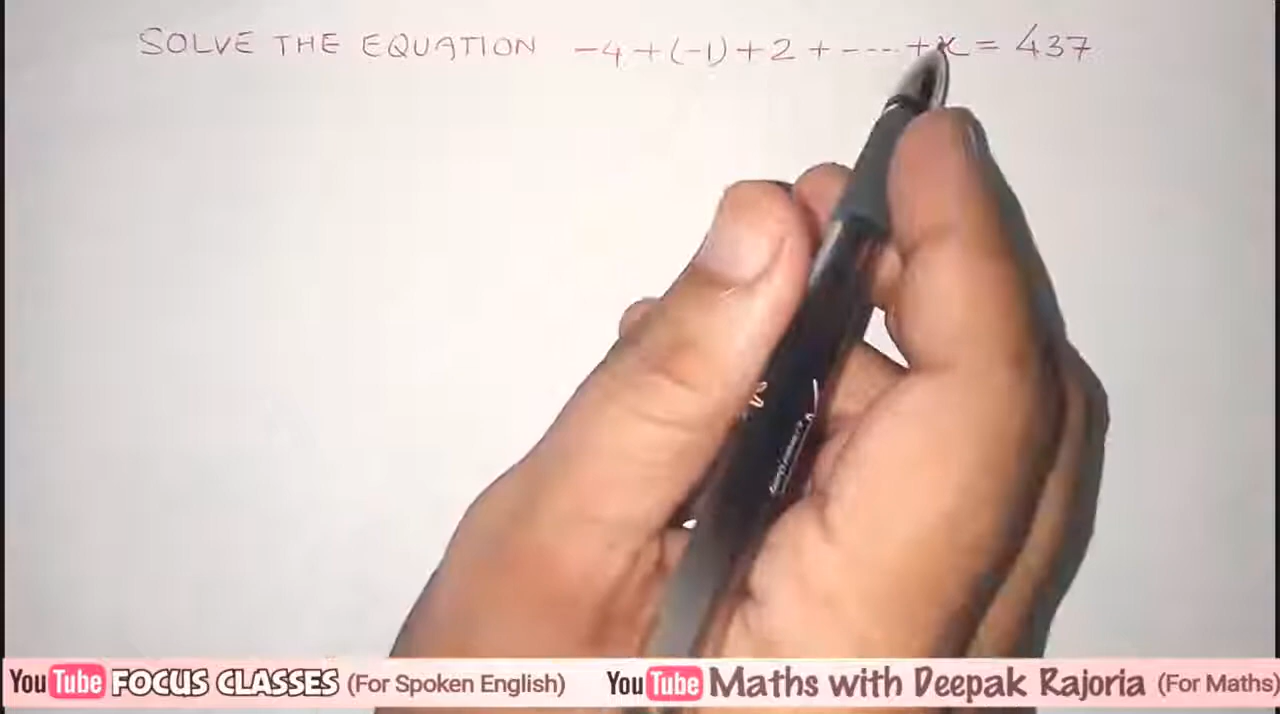 SOLVE THE EQUATION -4+(-1)+2+----+x = 437
YouTube FOCUS CLASSES (For Spoken English) YouTube Maths with Deepak Rajoria (For Maths)